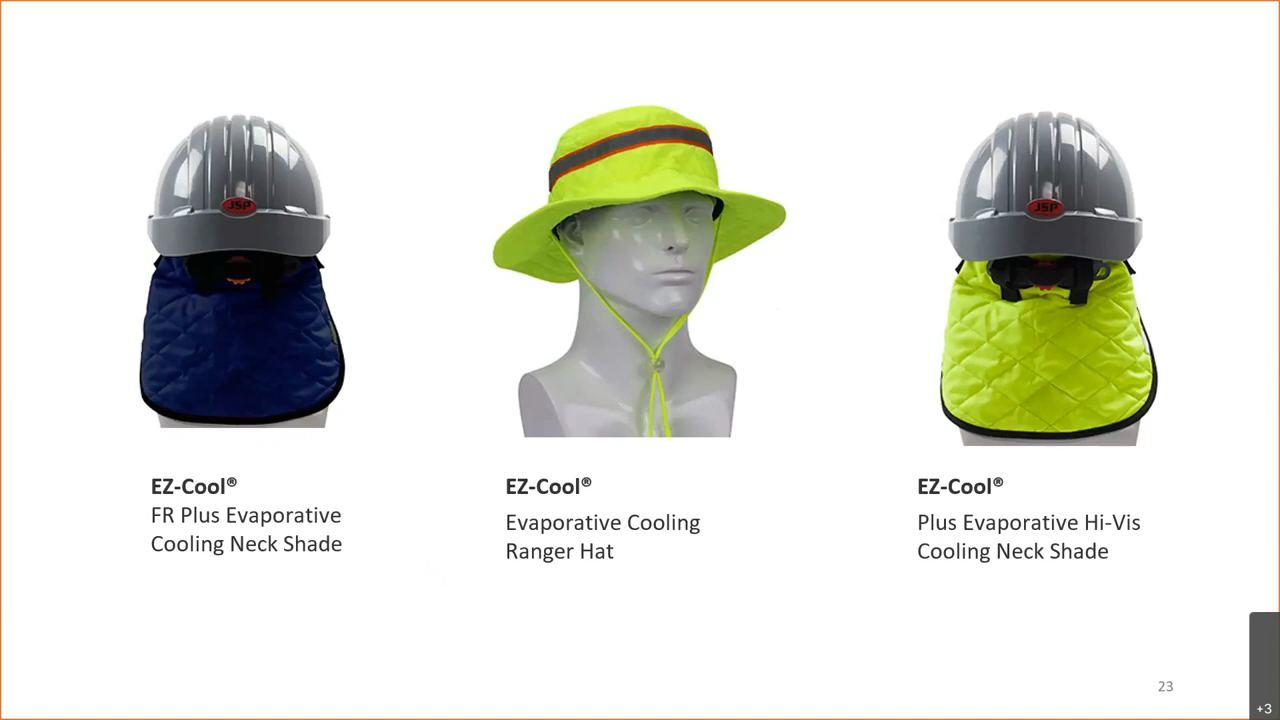 JSP
JSP
EZ-Cool®
FR Plus Evaporative
Cooling Neck Shade
EZ-Cool®
Evaporative Cooling
Ranger Hat
EZ-Cool®
Plus Evaporative Hi-Vis
Cooling Neck Shade
23
+3